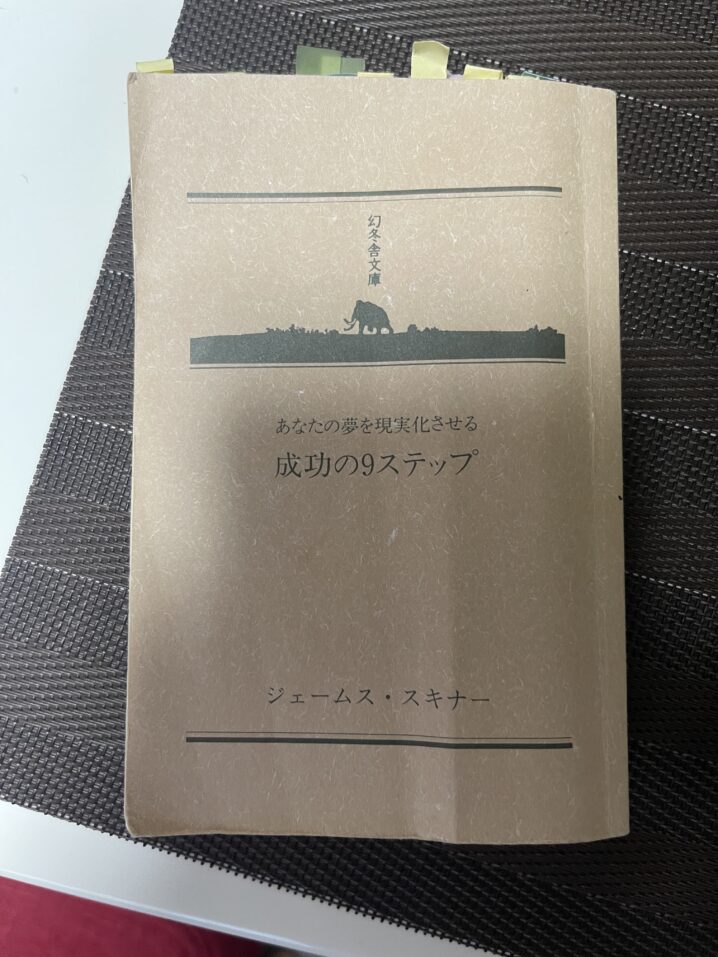 幻冬舎文庫
あなたの夢を現実化させる
成功の9ステップ
ジェームス・スキナー